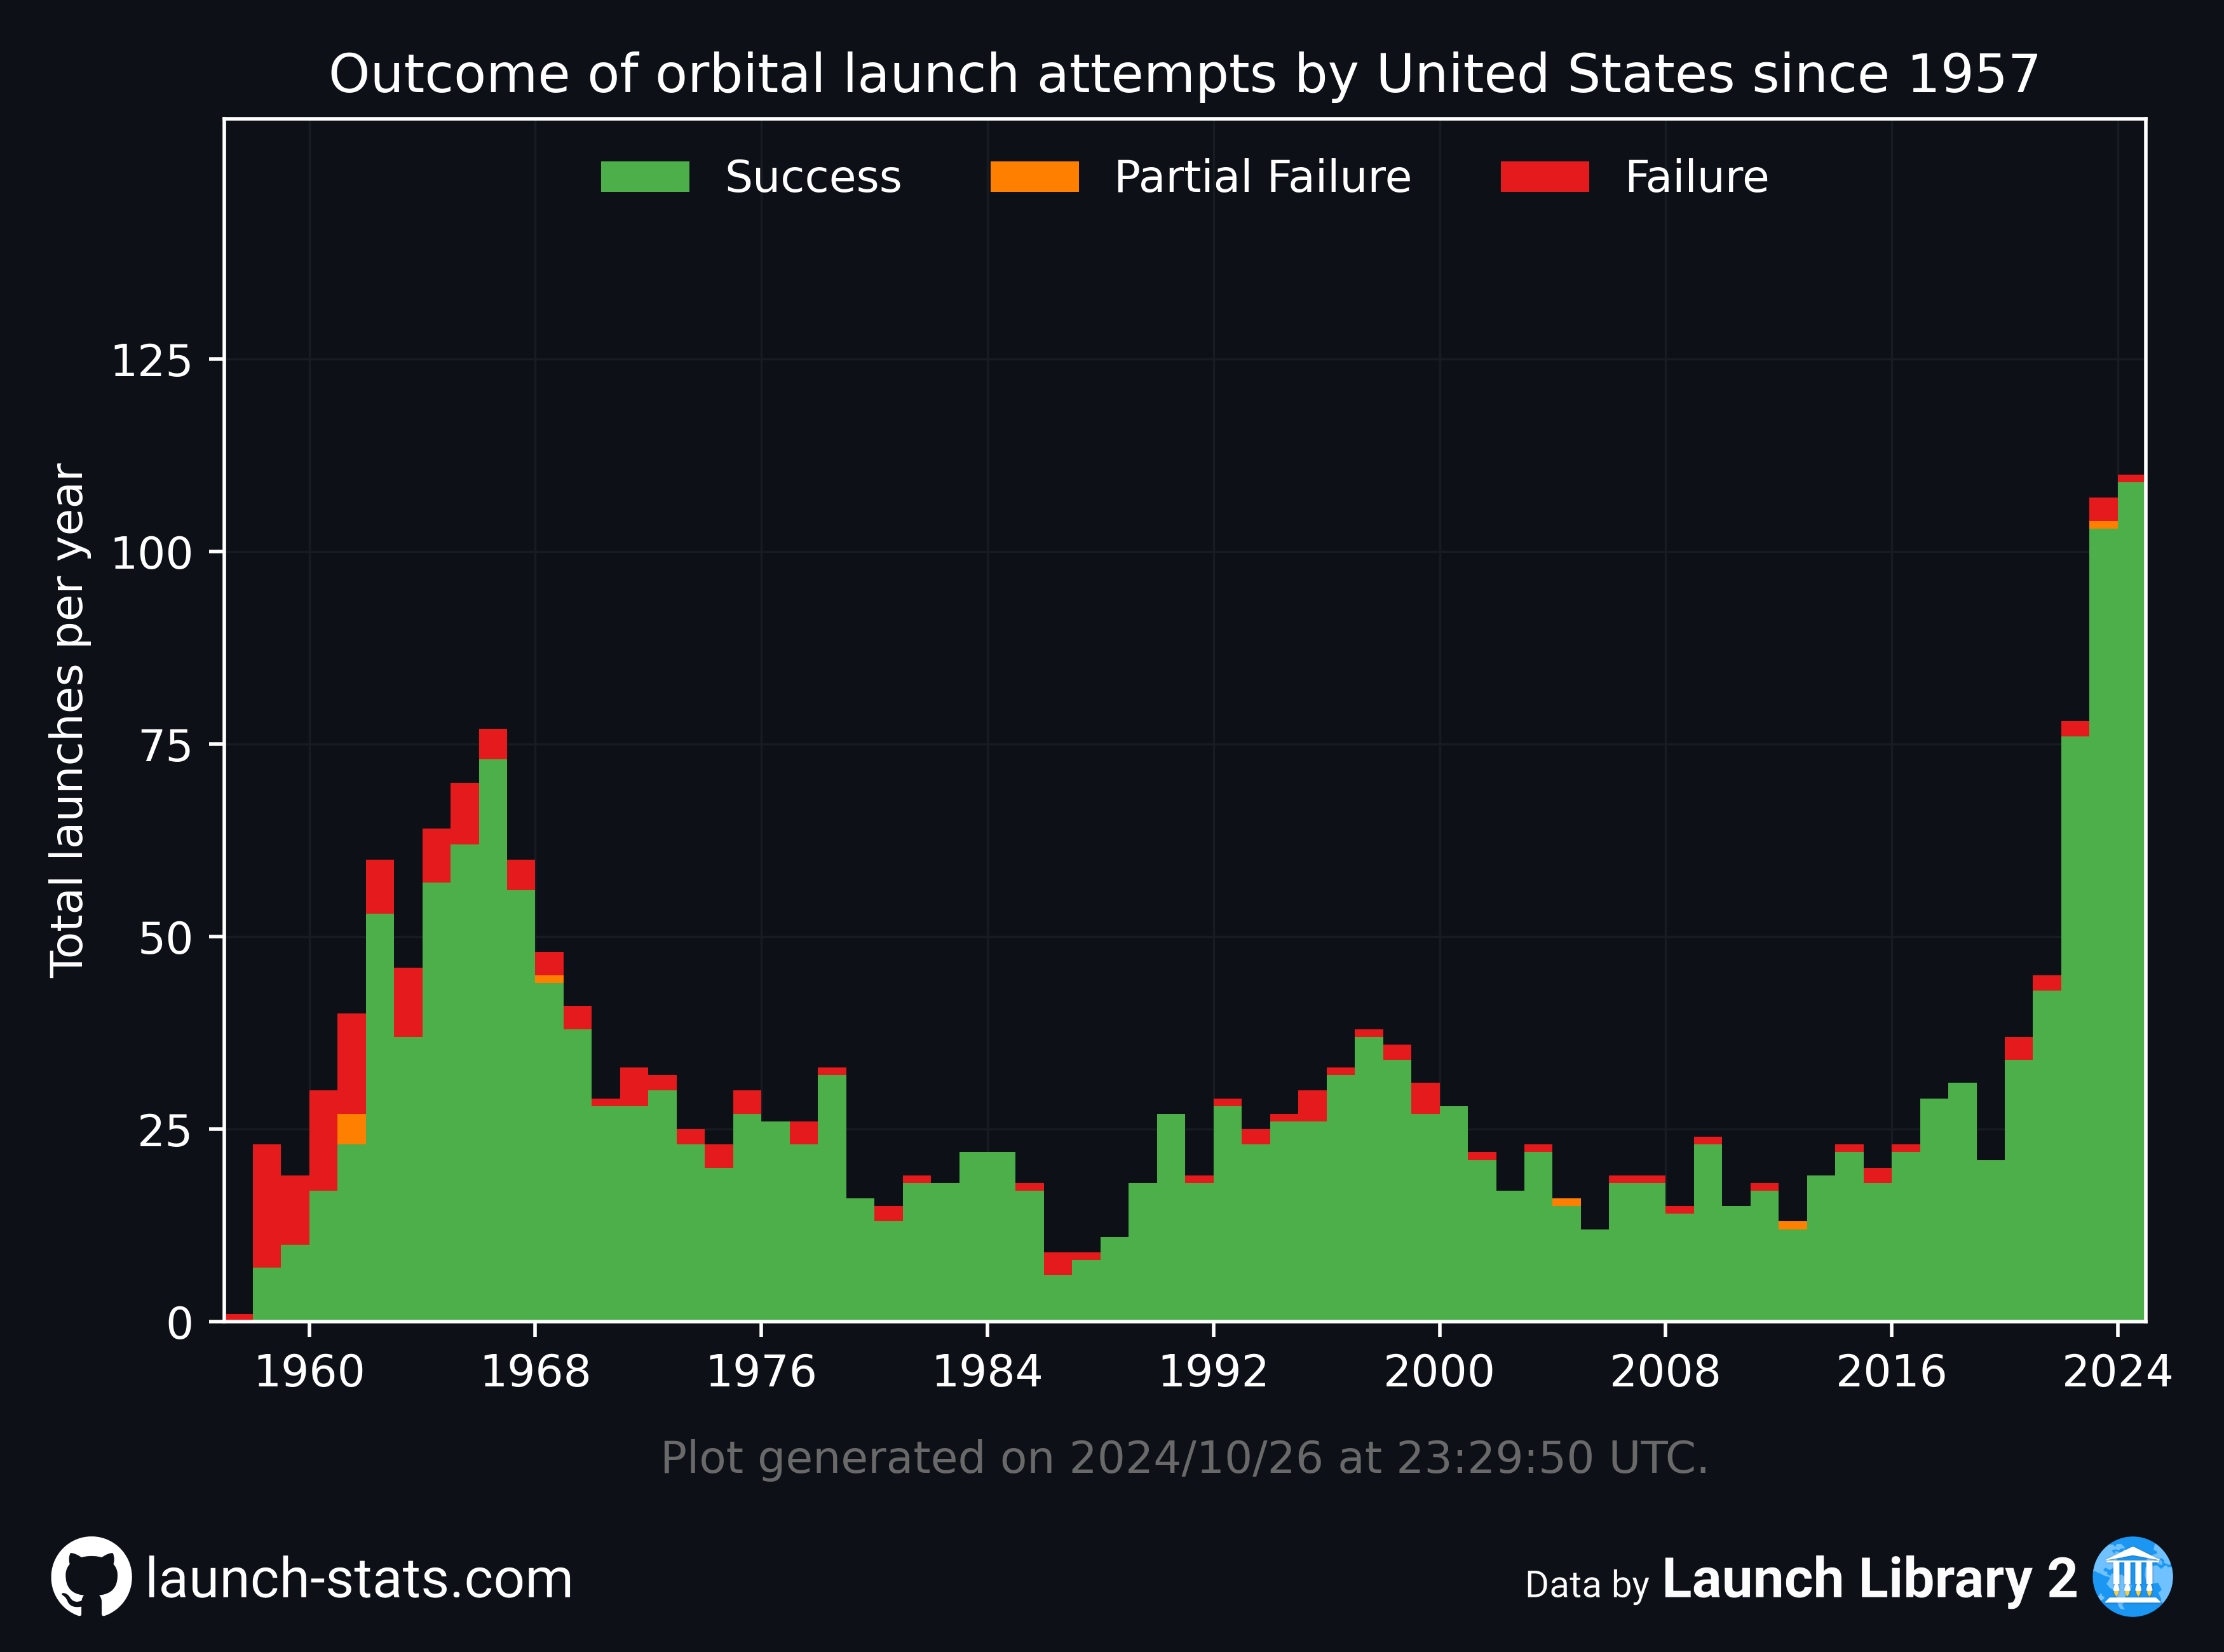 Outcome of orbital launch attempts by United States since 1957
Success Partial Failure Failure
Total launches per year
125
100
75
50
25
0
1960 1968 1976 1984 1992 2000 2008 2016 2024
Plot generated on 2024/10/26 at 23:29:50 UTC.
launch-stats.com
Data by Launch Library 2